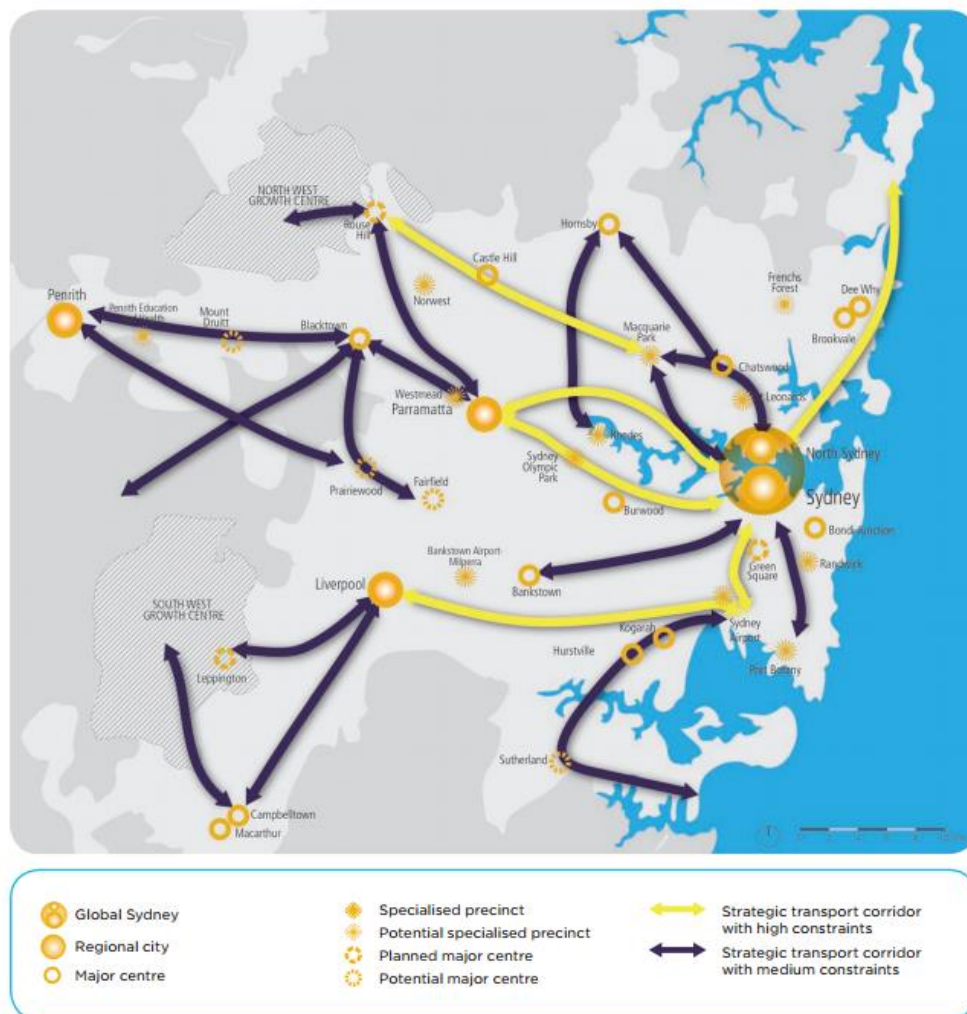 NORTH WEST
GROWTH CENTRE
Rouse
Hill
Hornsby
Castle Hill
Norwest
Frenchs
Forest
Dee Why
Brookvale
Penrith
Penrith Education
Mount
Druitt
Blacktown
Macquarie
Park
Chatswood
Westmead
Parramatta
Leonards
Rhodes
Sydney
Olympic
Park
North Sydney
Sydney
Prairiewood
Fairfield
Burwood
Bondi Junction
Bankstown Airport-
Milperra
Bankstown
Green
Square
Randwick
Liverpool
SOUTH WEST
GROWTH CENTRE
Kogarah
Sydney
Airport
Hurstville
Port Botany
Leppington
Sutherland
Campbelltown
Macarthur
Global Sydney
Regional city
Major centre
Specialised precinct
Potential specialised precinct
Planned major centre
Potential major centre
Strategic transport corridor
with high constraints
Strategic transport corridor
with medium constraints